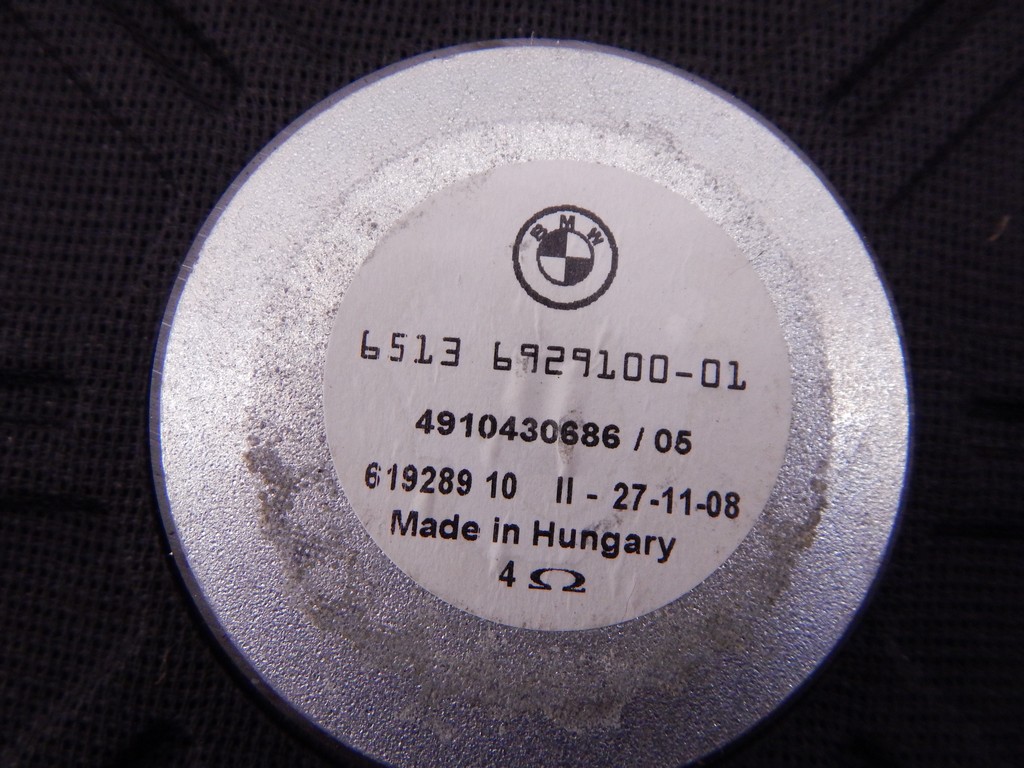 BMW
6513 6929100-01
4910430686 / 05
619289 10 II - 27-11-08
Made in Hungary
4 Ω